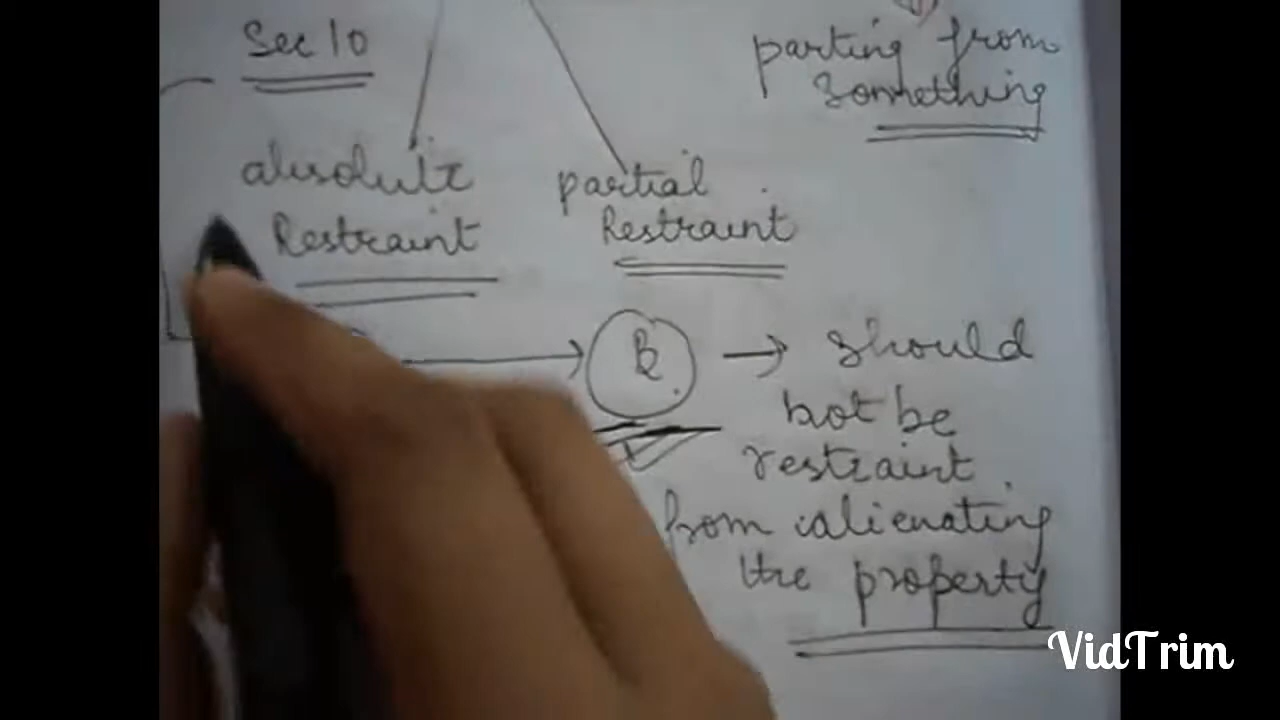 Sec 10
parting from
something
absolute
Restraint
partial
Restraint
B
should
not be
restraint
from alienating
the property
VidTrim